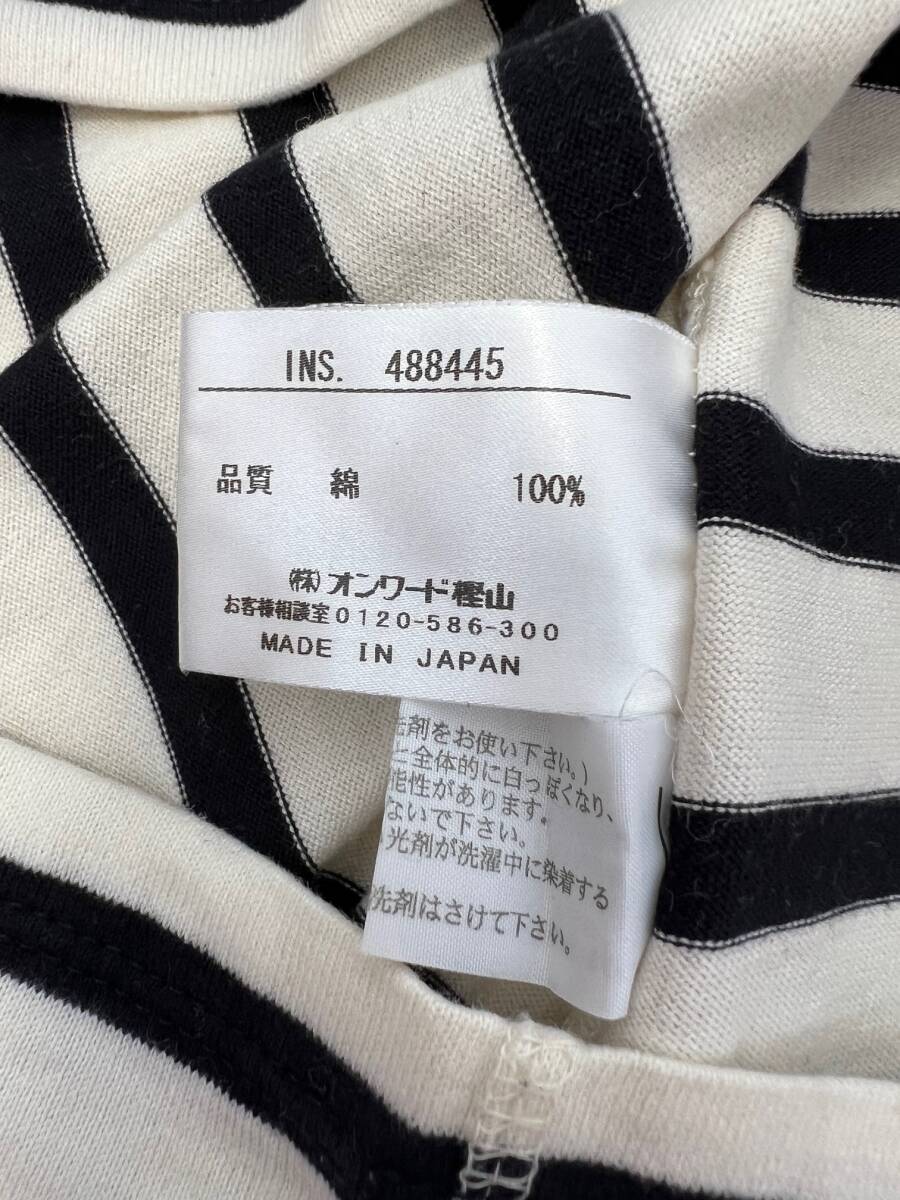 INS. 488445
品質 綿 100%
㈱オンワード樫山
お客様相談室0120-586-300
MADE IN JAPAN
剤をお使い下さい。)
全体的に白っぽくなり、
能性があります。
ないで下さい。
光剤が洗濯中に染着する
洗剤はさけて下さい。